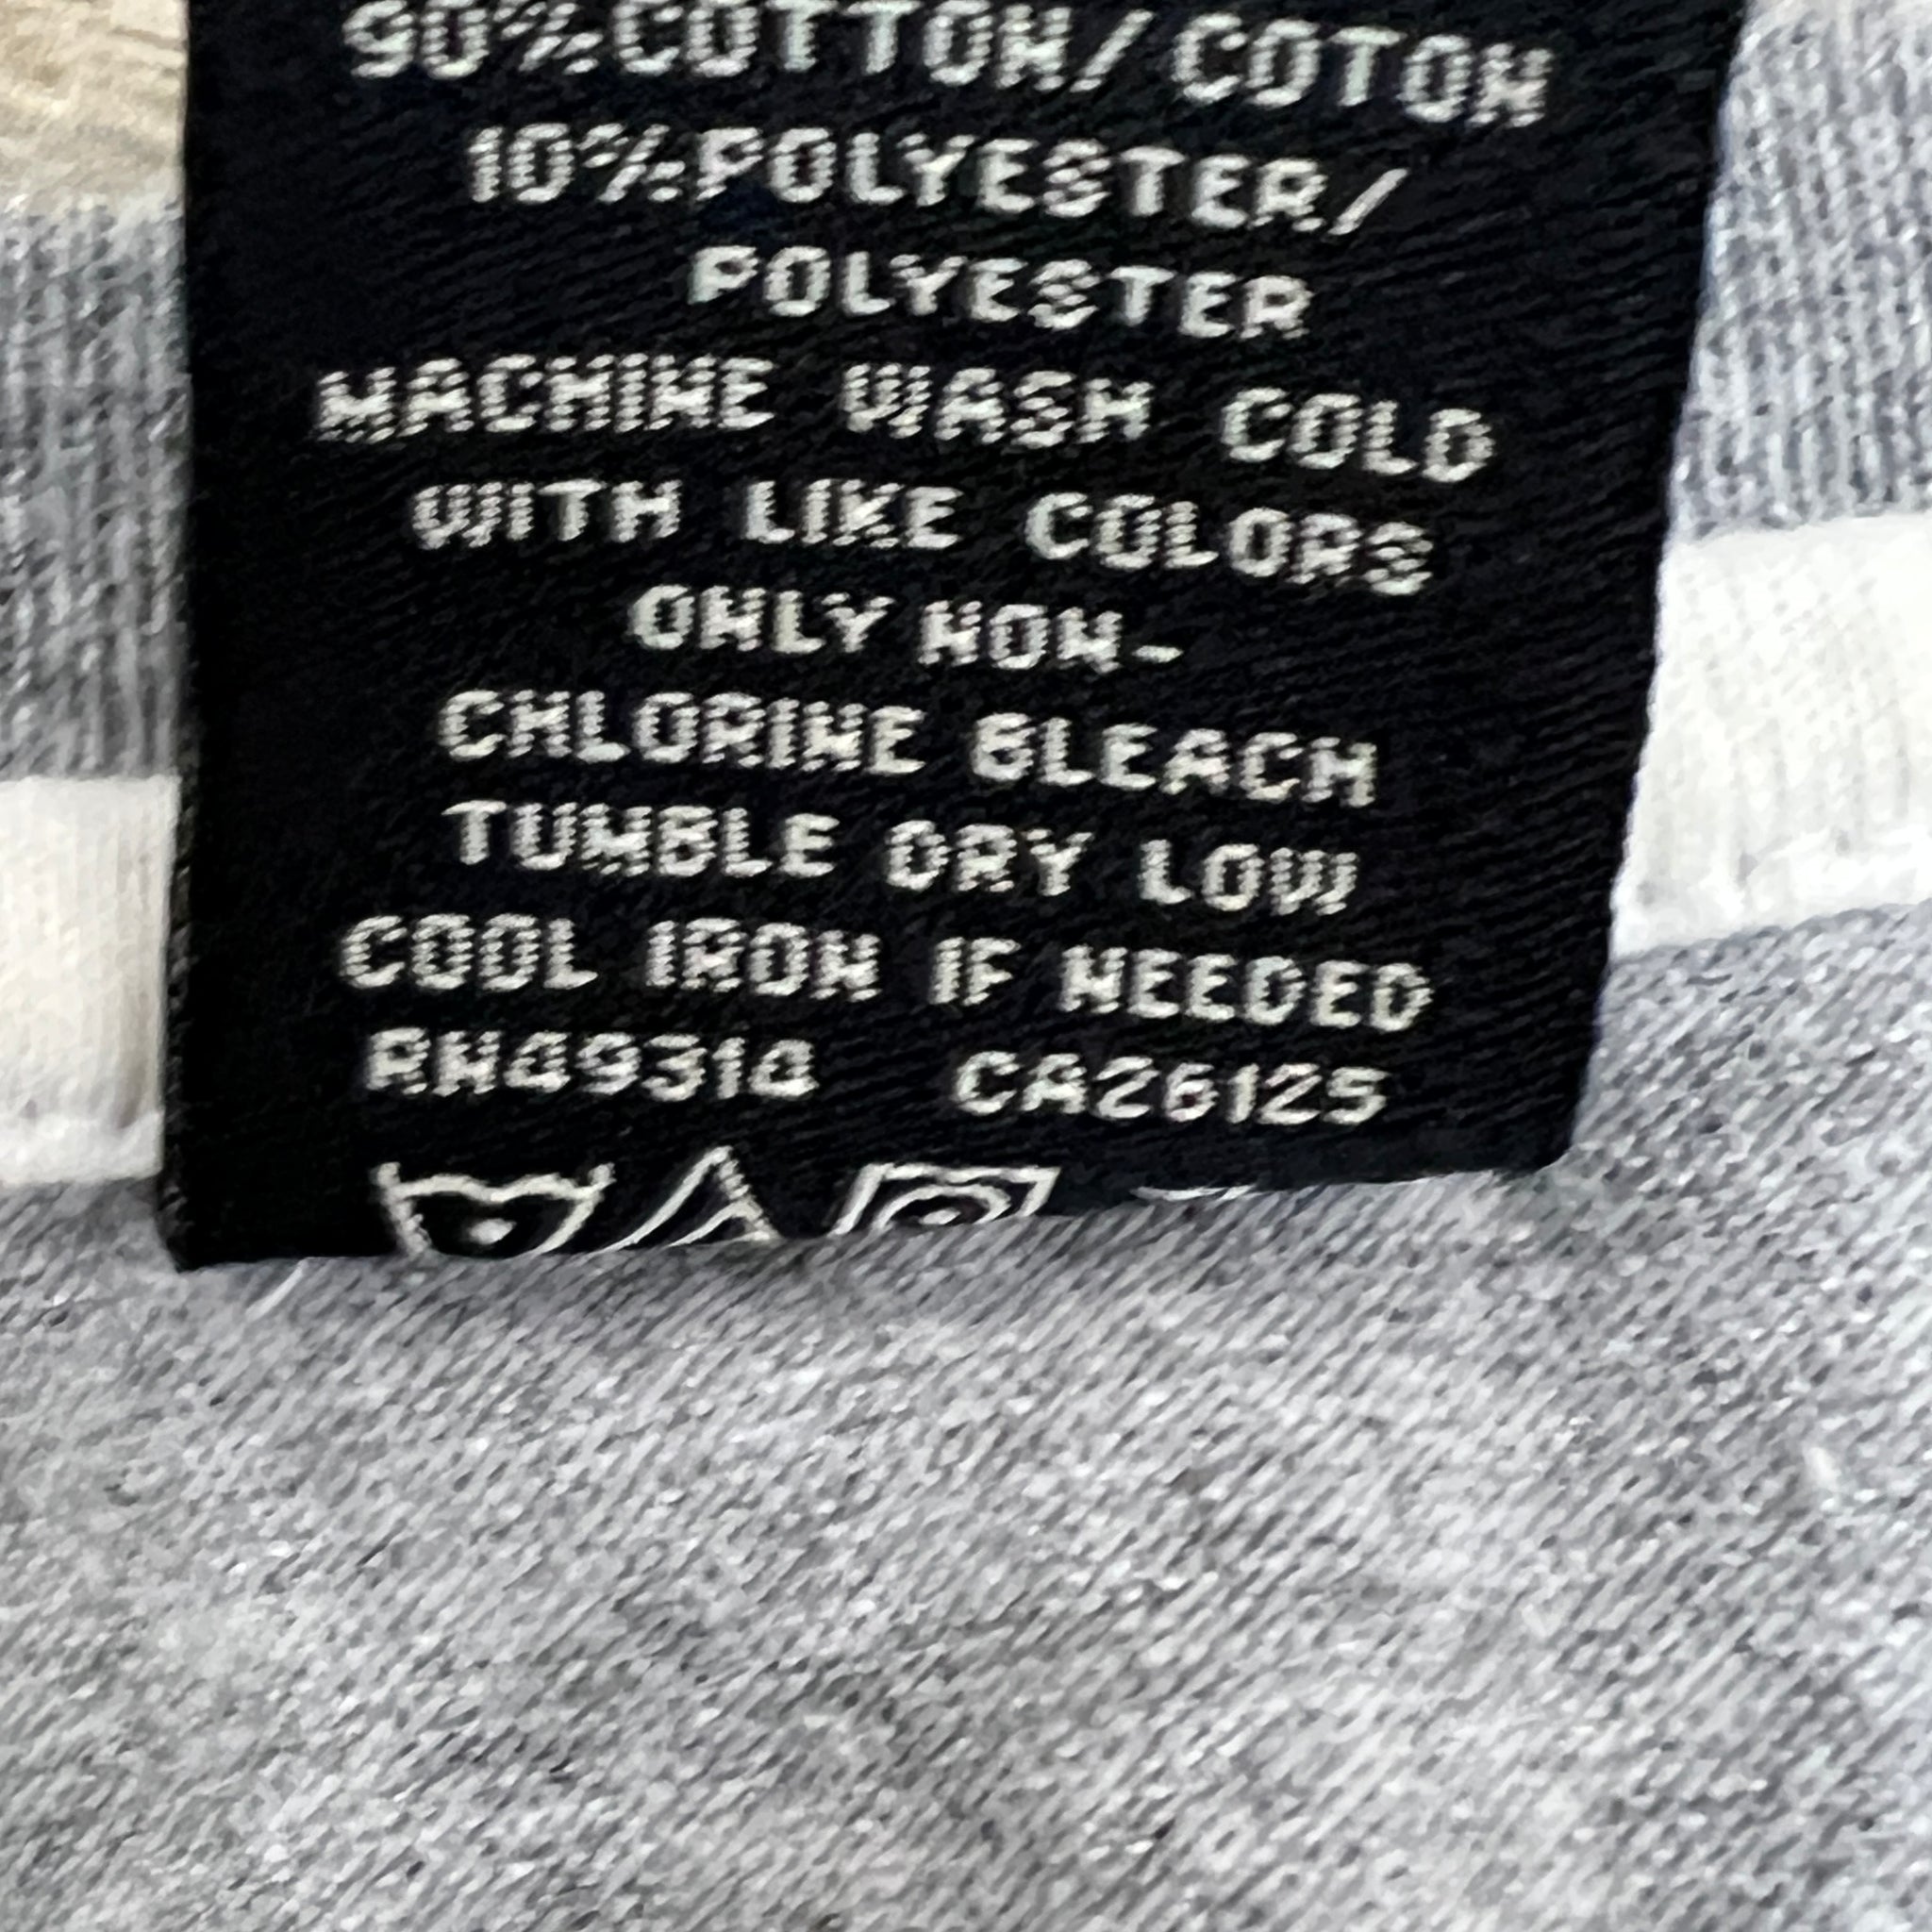 90%COTTON/COTON
10%POLYESTER/
POLYESTER
MACHINE WASH COLD
WITH LIKE COLORS
ONLY NON-
CHLORINE BLEACH
TUMBLE DRY LOW
COOL IRON IF NEEDED
RN49314 CA26125